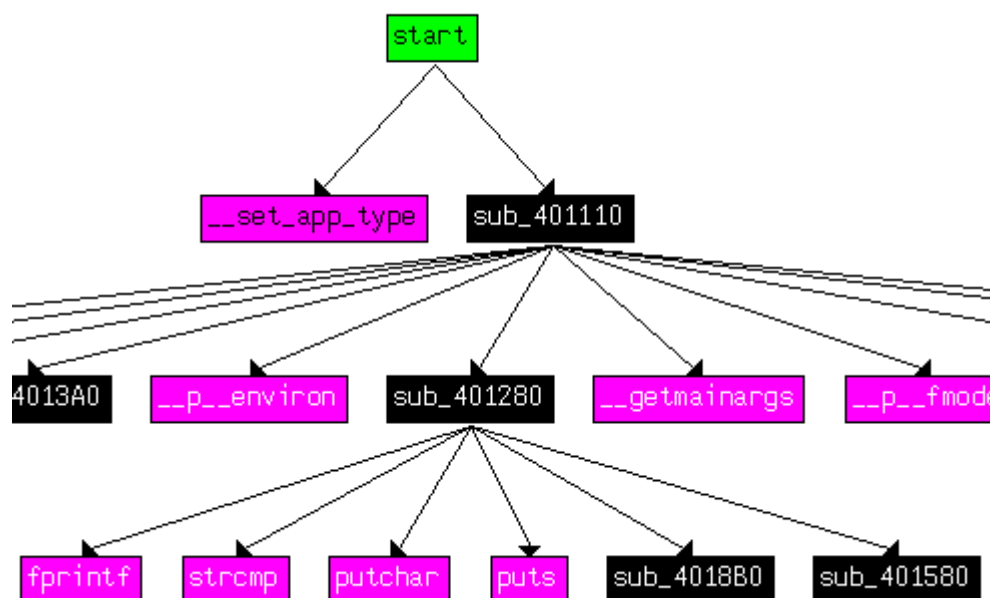 start
__set_app_type
sub_401110
4013A0
__p__environ
sub_401280
__getmainargs
__p__fmode
fprintf
strcmp
putchar
puts
sub_4018B0
sub_401580